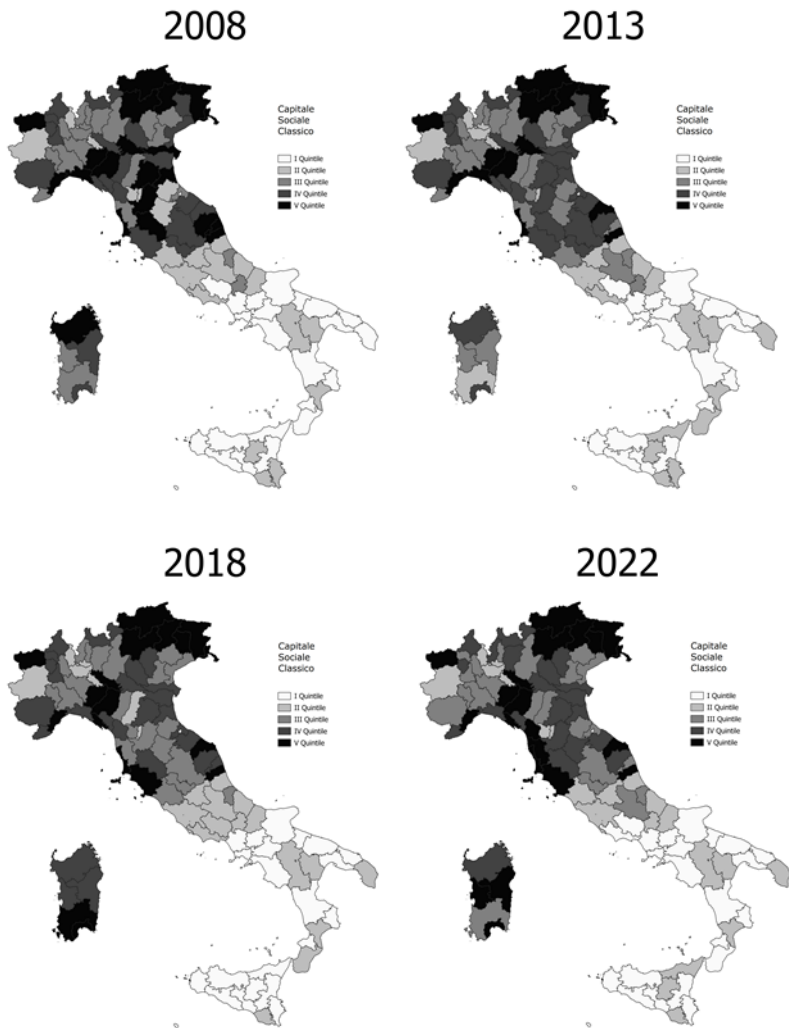 2008
Capitale
Sociale
Classico
I Quintile
II Quintile
III Quintile
IV Quintile
V Quintile
2013
Capitale
Sociale
Classico
I Quintile
II Quintile
III Quintile
IV Quintile
V Quintile
2018
Capitale
Sociale
Classico
I Quintile
II Quintile
III Quintile
IV Quintile
V Quintile
2022
Capitale
Sociale
Classico
I Quintile
II Quintile
III Quintile
IV Quintile
V Quintile